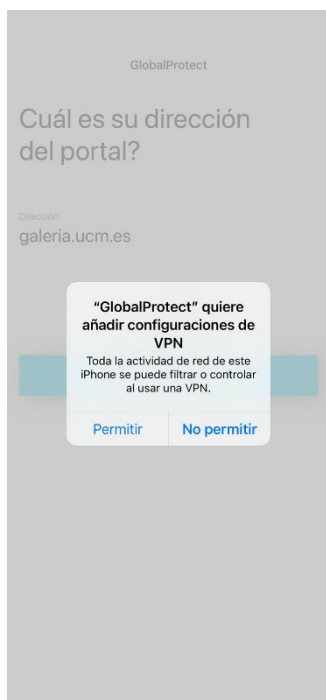 GlobalProtect
Cuál es su dirección
del portal?
Dirección
galeria.ucm.es
“GlobalProtect” quiere
añadir configuraciones de
VPN
Toda la actividad de red de este
iPhone se puede filtrar o controlar
al usar una VPN.
Permitir
No permitir